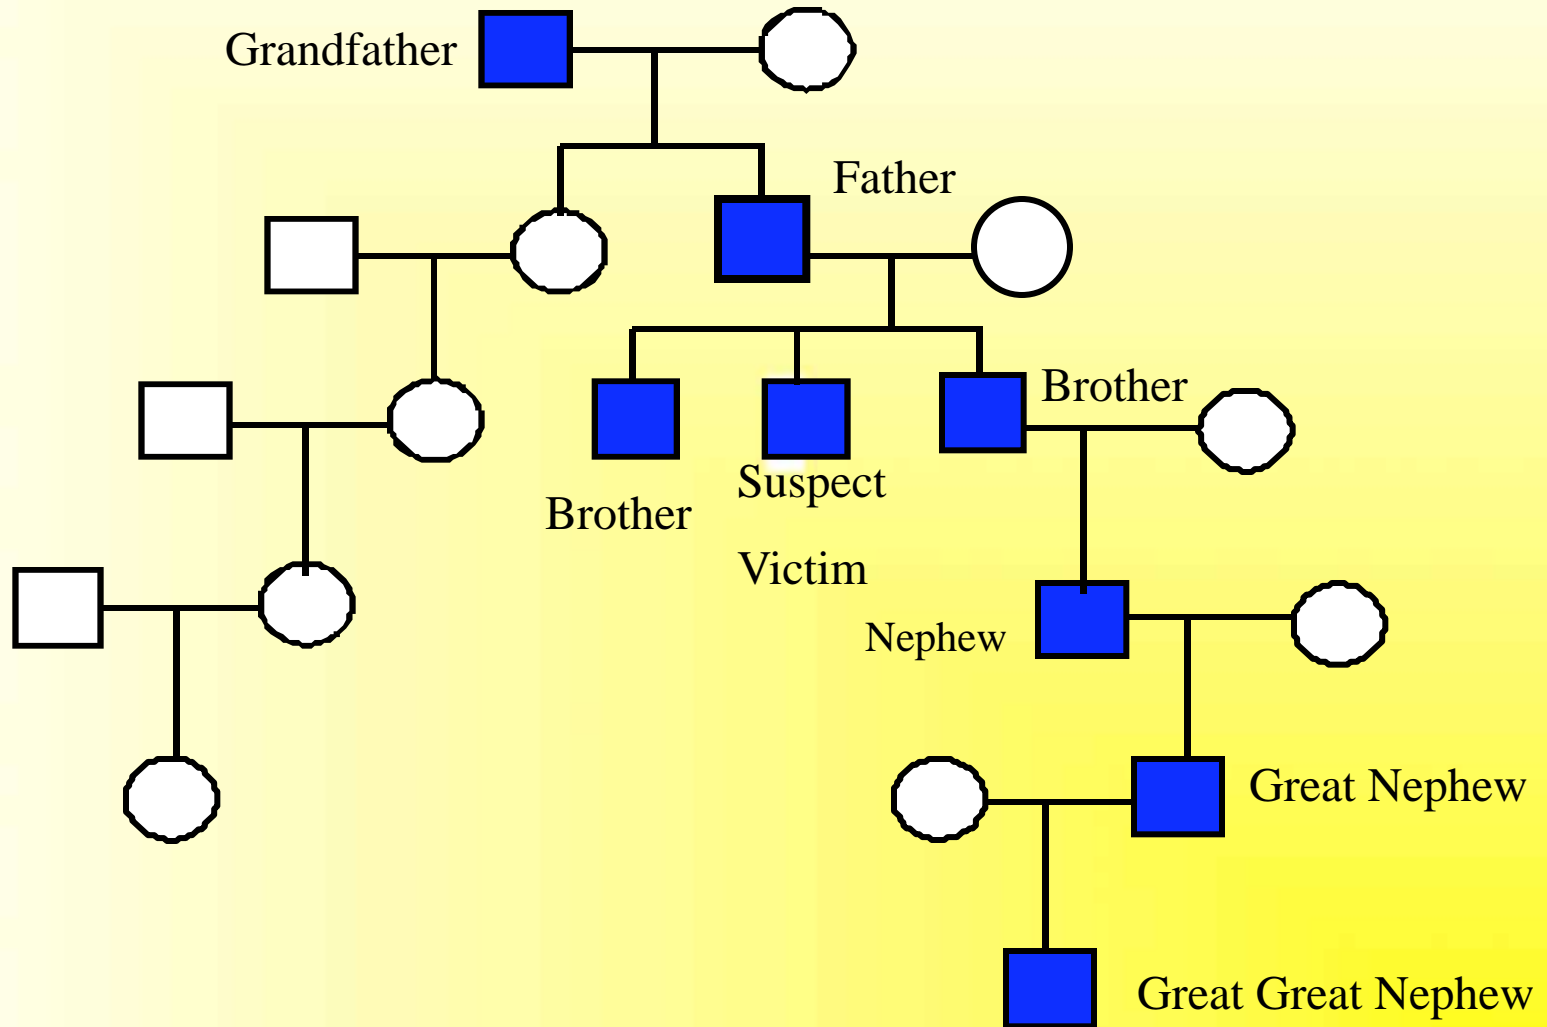 Grandfather
Father
Brother
Suspect
Brother
Victim
Nephew
Great Nephew
Great Great Nephew